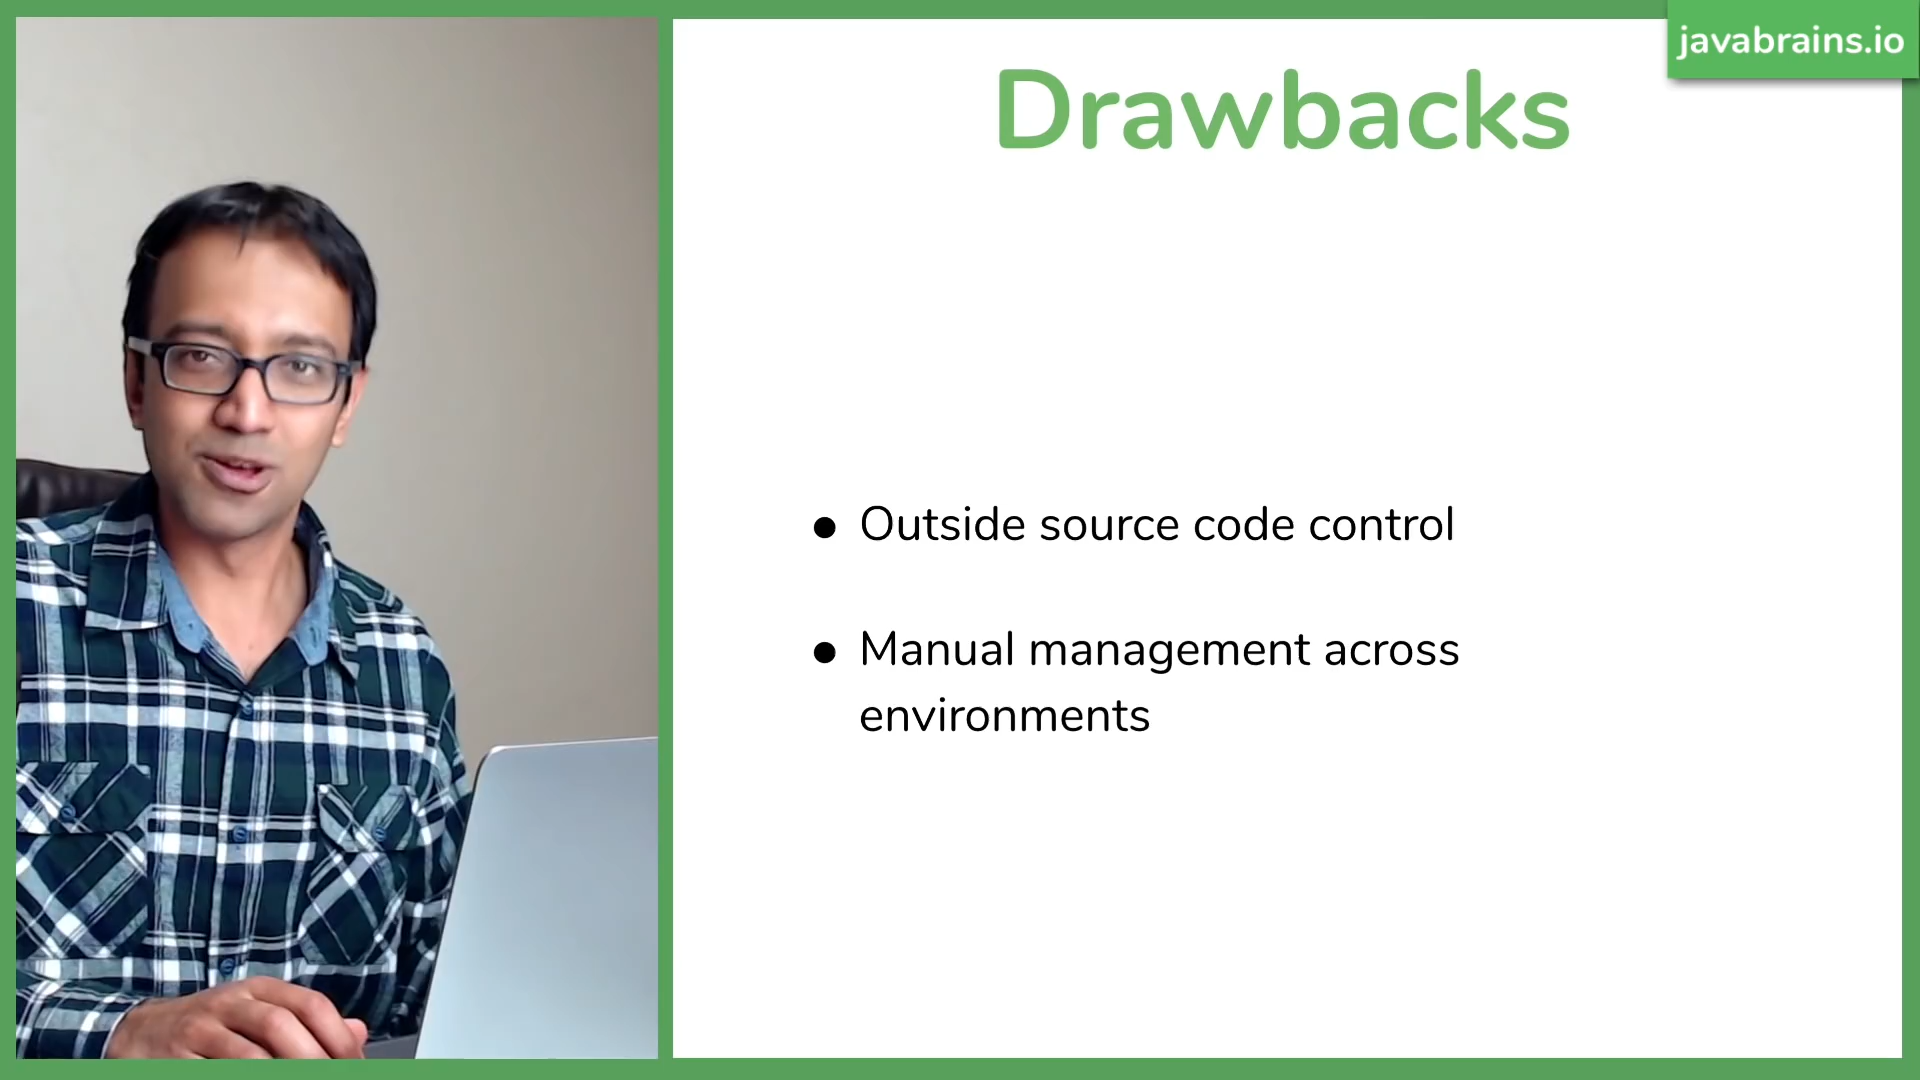 javabrains.io
Drawbacks
● Outside source code control
● Manual management across
environments